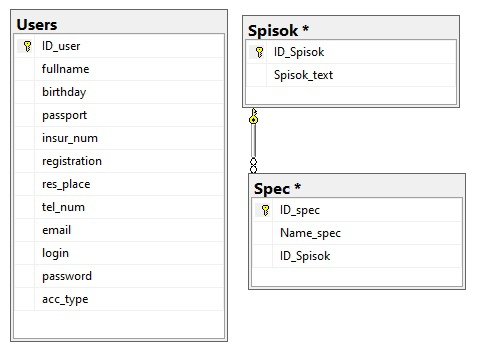 Users
ID_user
fullname
birthday
passport
insur_num
registration
res_place
tel_num
email
login
password
acc_type
Spisok *
ID_Spisok
Spisok_text
Spec *
ID_spec
Name_spec
ID_Spisok